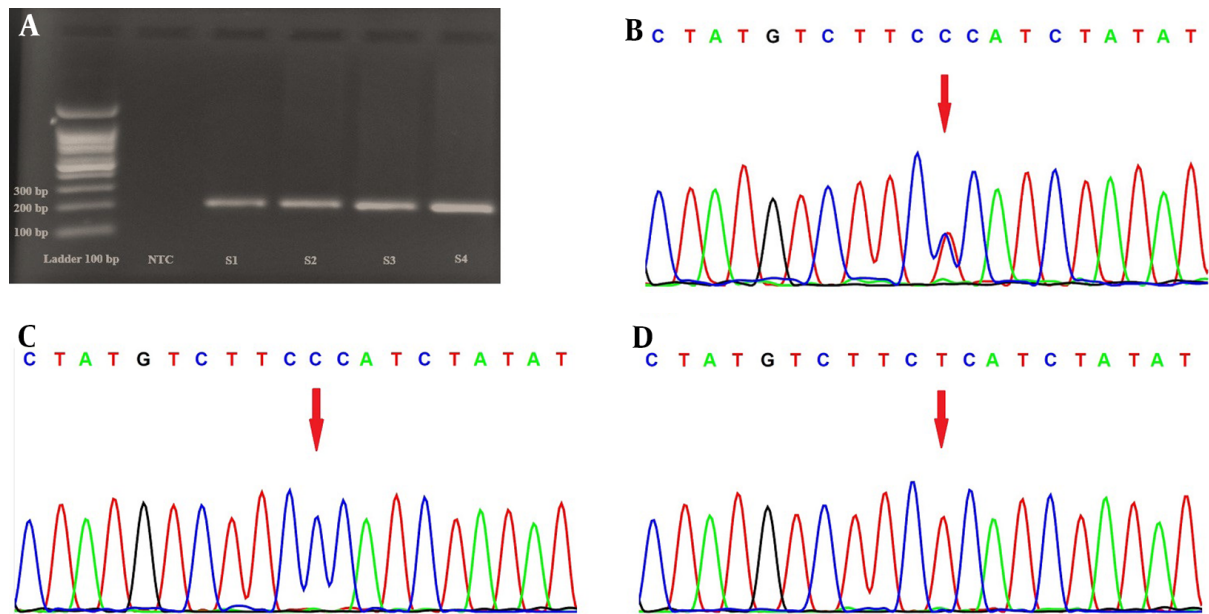 A
300 bp
200 bp
100 bp
Ladder 100 bp NTC S1 S2 S3 S4
B
C T A T G T C T T C C C A T C T A T A T
C
C T A T G T C T T C C C A T C T A T A T
D
C T A T G T C T T C T C A T C T A T A T